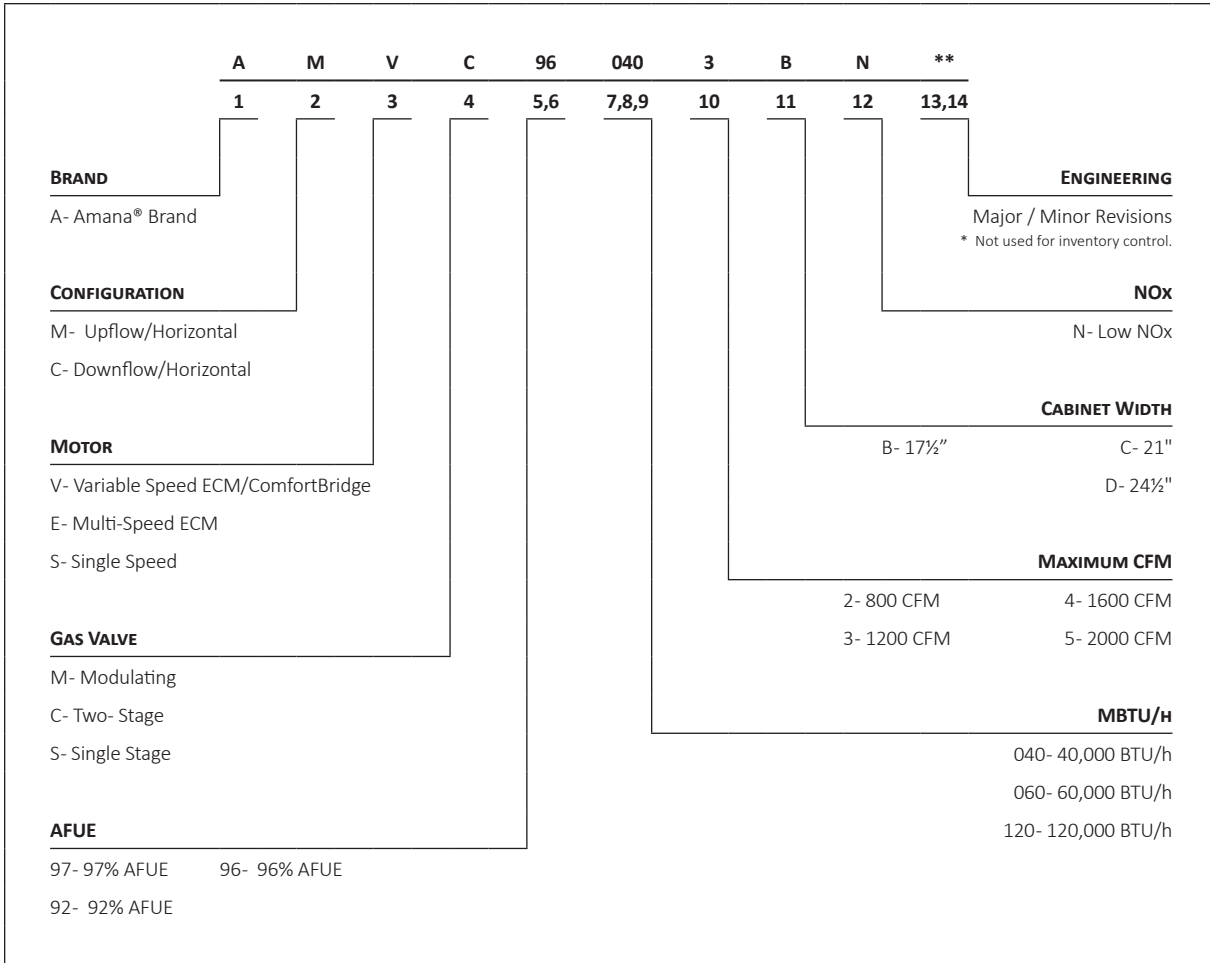 A M V C 96 040 3 B N **
1 2 3 4 5,6 7,8,9 10 11 12 13,14
BRAND
A- Amana® Brand
CONFIGURATION
M- Upflow/Horizontal
C- Downflow/Horizontal
MOTOR
V- Variable Speed ECM/ComfortBridge
E- Multi-Speed ECM
S- Single Speed
GAS VALVE
M- Modulating
C- Two- Stage
S- Single Stage
AFUE
97- 97% AFUE 96- 96% AFUE
92- 92% AFUE
ENGINEERING
Major / Minor Revisions
* Not used for inventory control.
NOX
N- Low NOx
CABINET WIDTH
B- 17½” C- 21"
D- 24½"
MAXIMUM CFM
2- 800 CFM 4- 1600 CFM
3- 1200 CFM 5- 2000 CFM
MBTU/H
040- 40,000 BTU/h
060- 60,000 BTU/h
120- 120,000 BTU/h